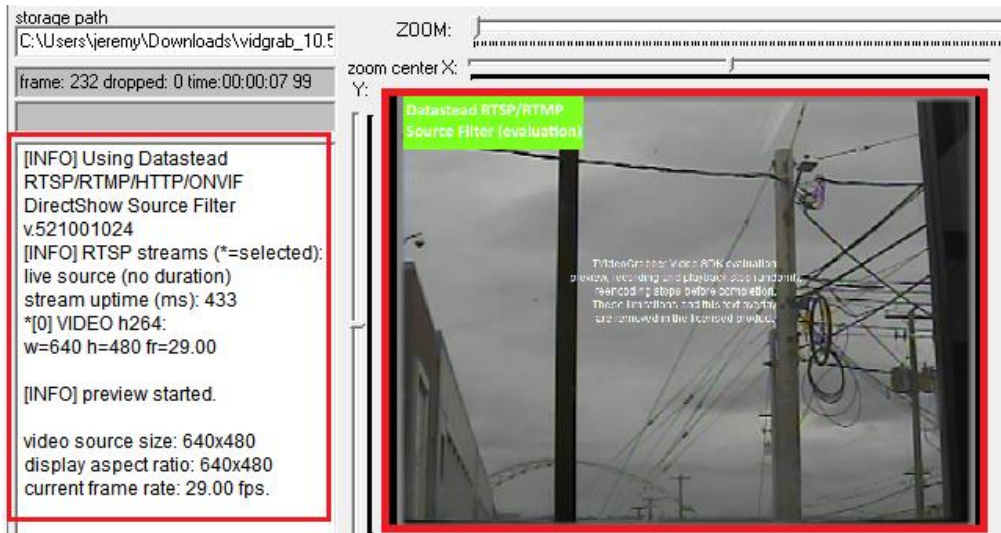 storage path
C:\Users\jeremy\Downloads\vidgrab_10.5
frame: 232 dropped: 0 time:00:00:07 99
ZOOM:
zoom center X:
Y:
[INFO] Using Datastead
RTSP/RTMP/HTTP/ONVIF
DirectShow Source Filter
v.521001024
[INFO] RTSP streams (*=selected):
live source (no duration)
stream uptime (ms): 433
*[0] VIDEO h264:
w=640 h=480 fr=29.00
[INFO] preview started.
video source size: 640x480
display aspect ratio: 640x480
current frame rate: 29.00 fps.
Datastead RTSP/RTMP
Source Filter (evaluation)
TVideoGrabber Video SDK evaluation:
preview, recording and playback stop randomly,
reencoding stops before completion.
These limitations and this text overlay
are removed in the licensed product.